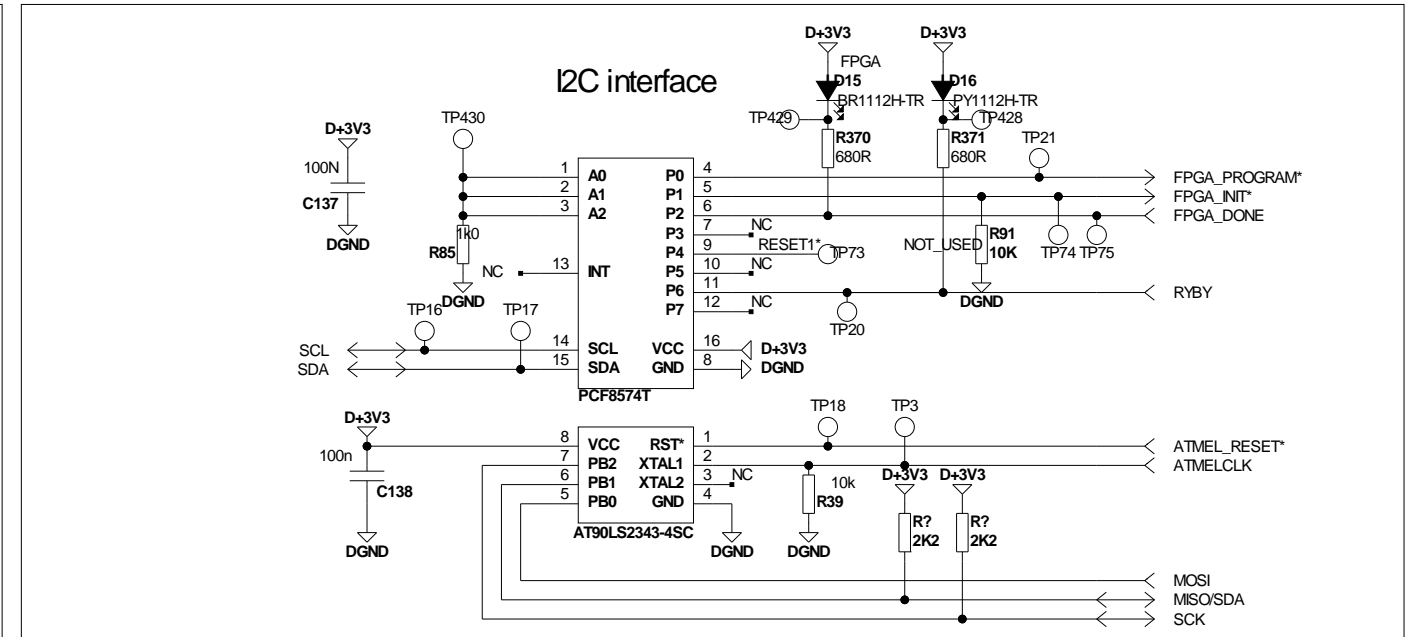 D+3V3 D+3V3
FPGA
I2C interface
D15 D16
BR1112H-TR PY1112H-TR
TP430 TP429 TP428
D+3V3
R370 R371 TP21
680R 680R
100N
C137
DGND
1 A0 P0 4 FPGA_PROGRAM*
2 A1 P1 5 FPGA_INIT*
3 A2 P2 6 FPGA_DONE
P3 7 NC
1k0
R85
RESET1* TP73 NOT_USED R91 TP74 TP75
P4 9 10K
NC 13 INT P5 10 NC
DGND P6 11 DGND RYBY
P7 12 NC
TP16 TP17 TP20
SCL 14 SCL VCC 16 D+3V3
SDA 15 SDA GND 8 DGND
PCF8574T
D+3V3 TP18 TP3
8 VCC RST* 1 ATMEL_RESET*
100n
7 PB2 XTAL1 2 ATMELCLK
6 PB1 XTAL2 3 NC 10k D+3V3 D+3V3
C138
5 PB0 GND 4 R39
R? R?
AT90LS2343-4SC 2K2 2K2
DGND DGND DGND
MOSI
MISO/SDA
SCK